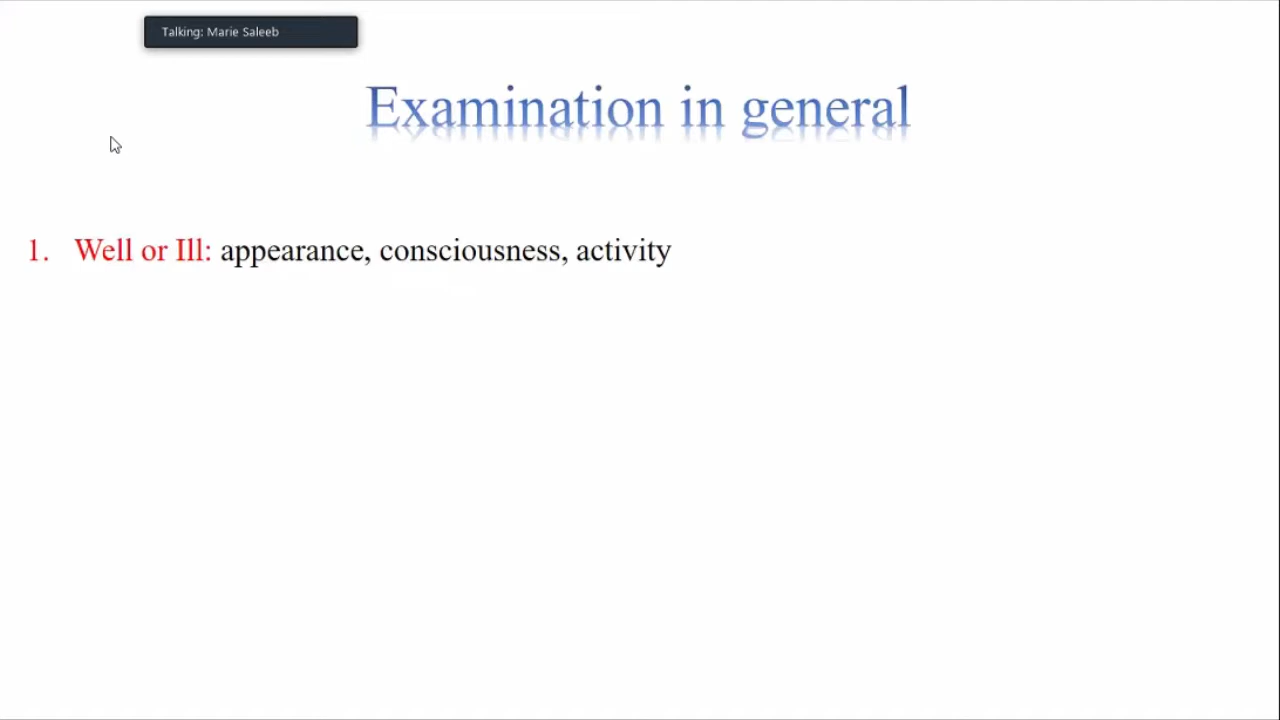 Talking: Marie Saleeb
Examination in general
1. Well or Ill: appearance, consciousness, activity